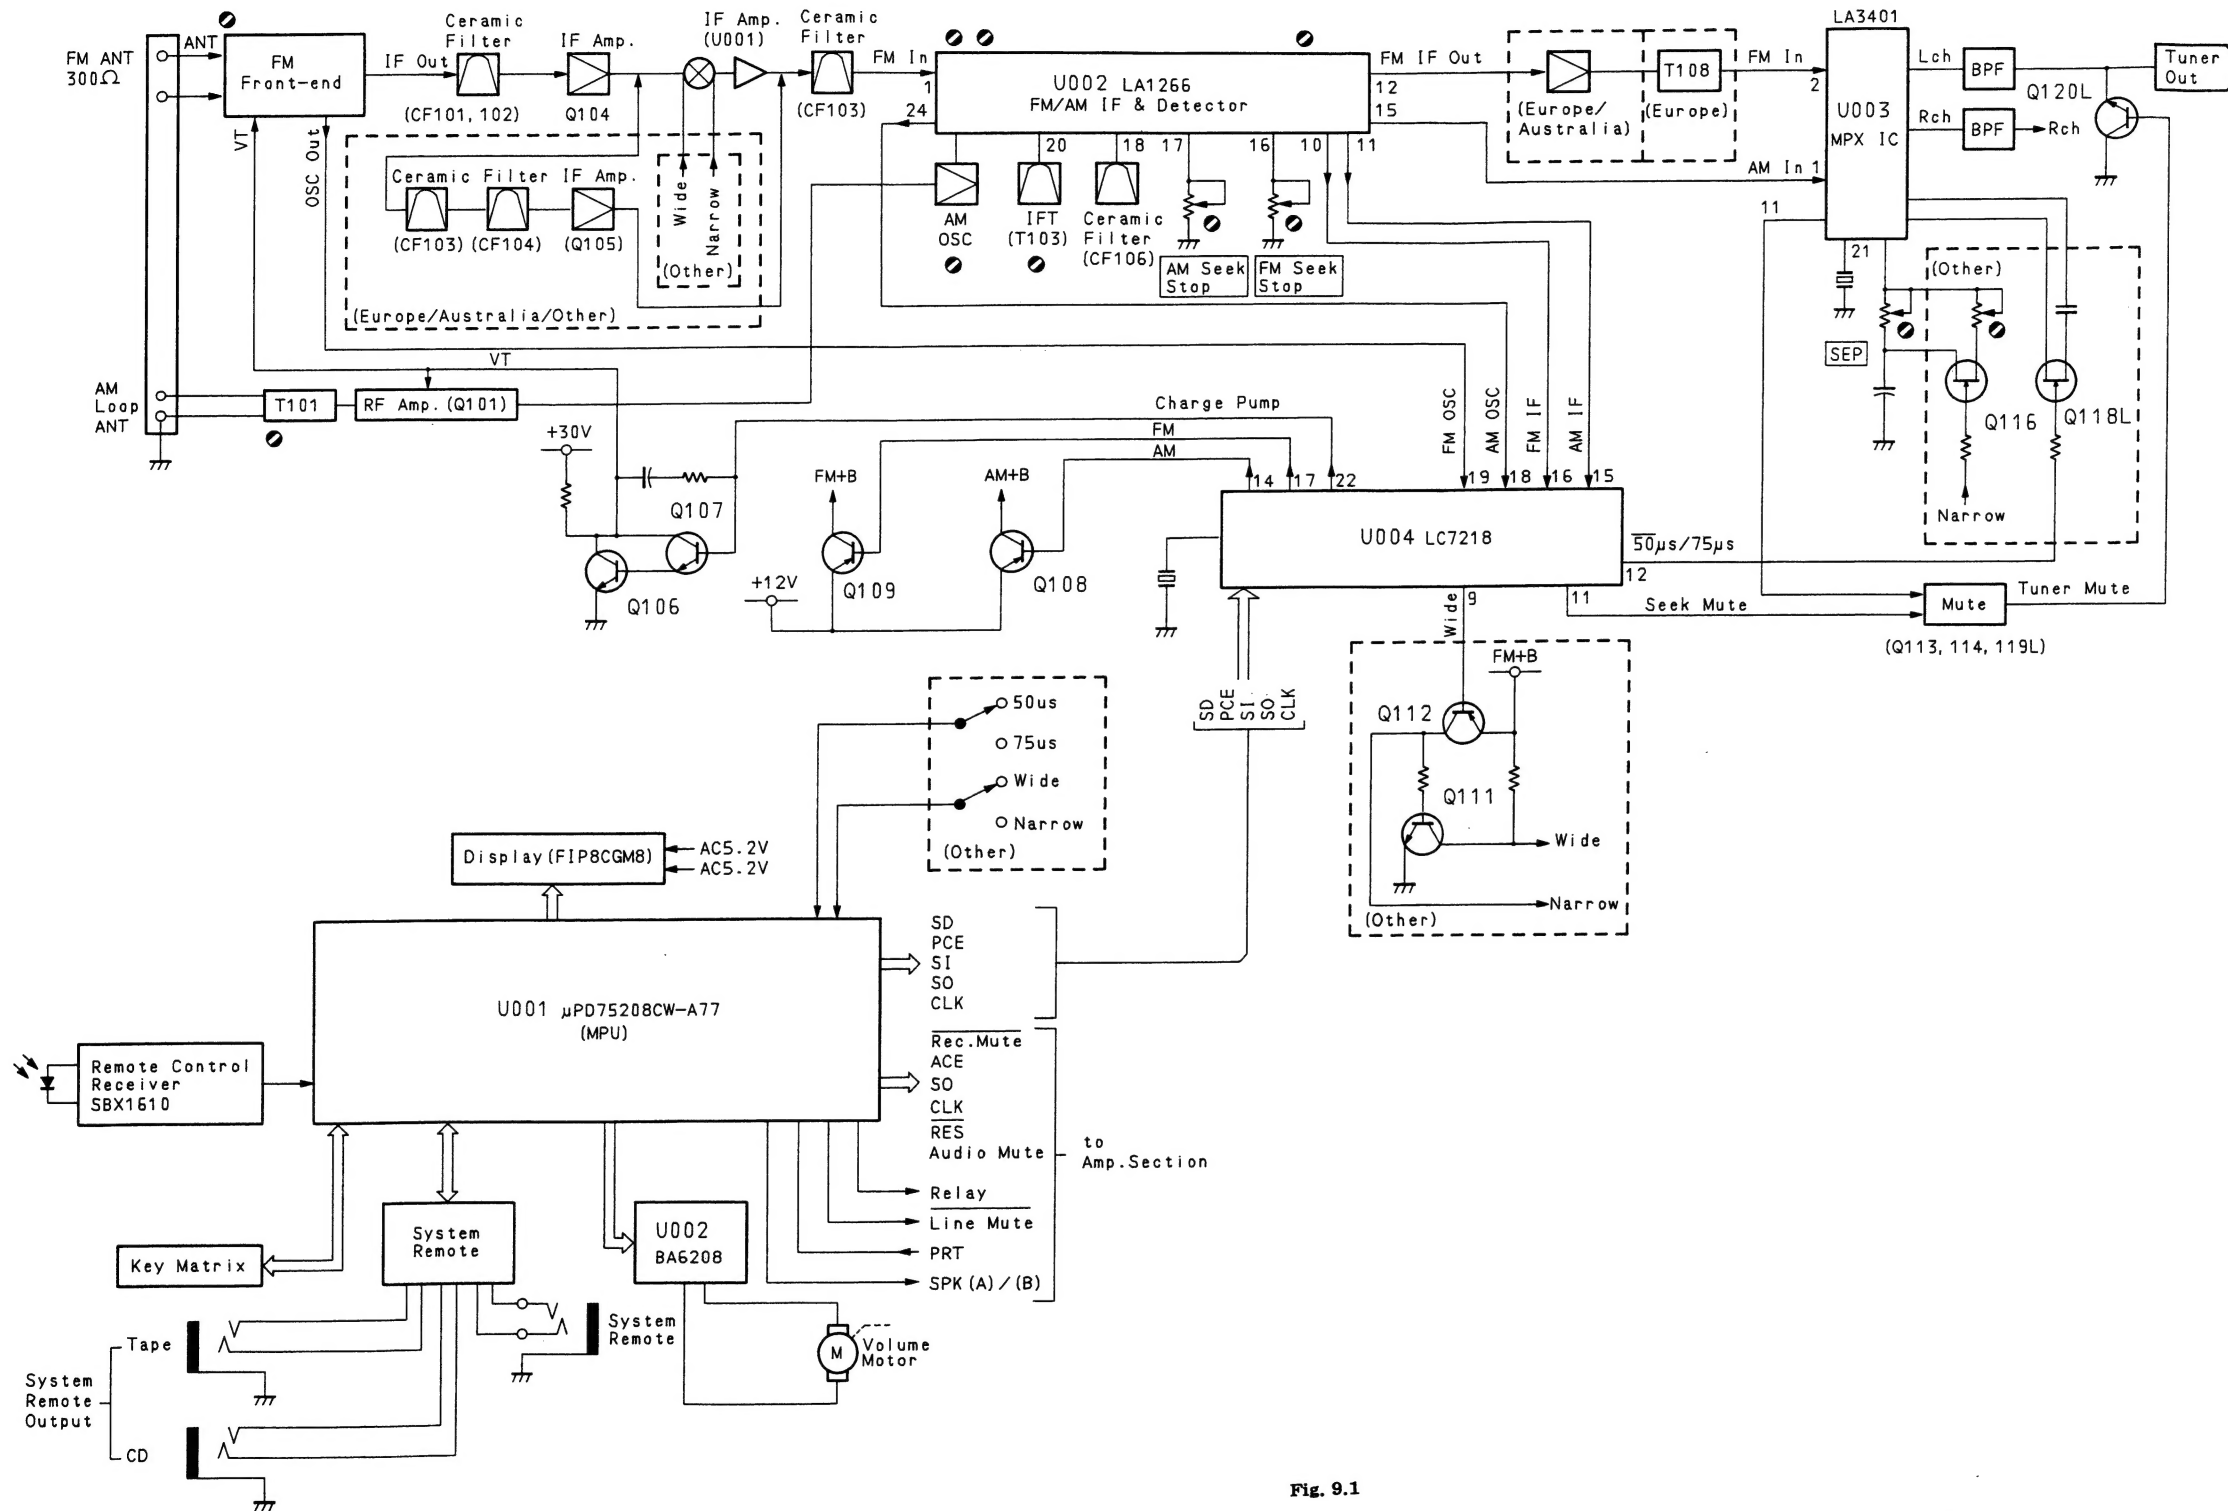 FM ANT
300Ω
ANT
FM
Front-end
IF Out
Ceramic
Filter
(CF101, 102)
IF Amp.
Q104
IF Amp.
(U001)
Ceramic
Filter
(CF103)
FM In
1
24
U002 LA1266
FM/AM IF & Detector
12
15
FM IF Out
(Europe/
Australia)
T108
(Europe)
FM In
2
LA3401
U003
MPX IC
Lch
BPF
Q120L
Tuner
Out
Rch
BPF
Rch
AM In 1
11
21
VT
OSC Out
Ceramic Filter IF Amp.
(CF103)
(CF104)
(Q105)
Wide
Narrow
(Other)
(Europe/Australia/Other)
AM
OSC
20
IFT
(T103)
18
Ceramic
Filter
(CF106)
17
AM Seek
Stop
16
FM Seek
Stop
10
11
(Other)
SEP
Q116
Q118L
Narrow
VT
AM
Loop
ANT
T101
RF Amp. (Q101)
Charge Pump
FM
AM
FM OSC
AM OSC
FM IF
AM IF
+30V
Q107
Q106
FM+B
Q109
AM+B
Q108
+12V
14
17
22
19
18
16
15
U004 LC7218
50µs/75µs
12
9
Wide
11
Seek Mute
Mute
Tuner Mute
(Q113, 114, 119L)
SD
PCE
SI
SO
CLK
FM+B
Q112
Q111
Wide
Narrow
(Other)
50us
75us
Wide
Narrow
(Other)
Display (FIP8CGM8)
AC5.2V
AC5.2V
U001 µPD75208CW-A77
(MPU)
SD
PCE
SI
SO
CLK
Rec.Mute
ACE
SO
CLK
RES
Audio Mute
to
Amp.Section
Relay
Line Mute
PRT
SPK (A) / (B)
Remote Control
Receiver
SBX1610
Key Matrix
System
Remote
U002
BA6208
System
Remote
M
Volume
Motor
Tape
System
Remote
Output
CD
Fig. 9.1